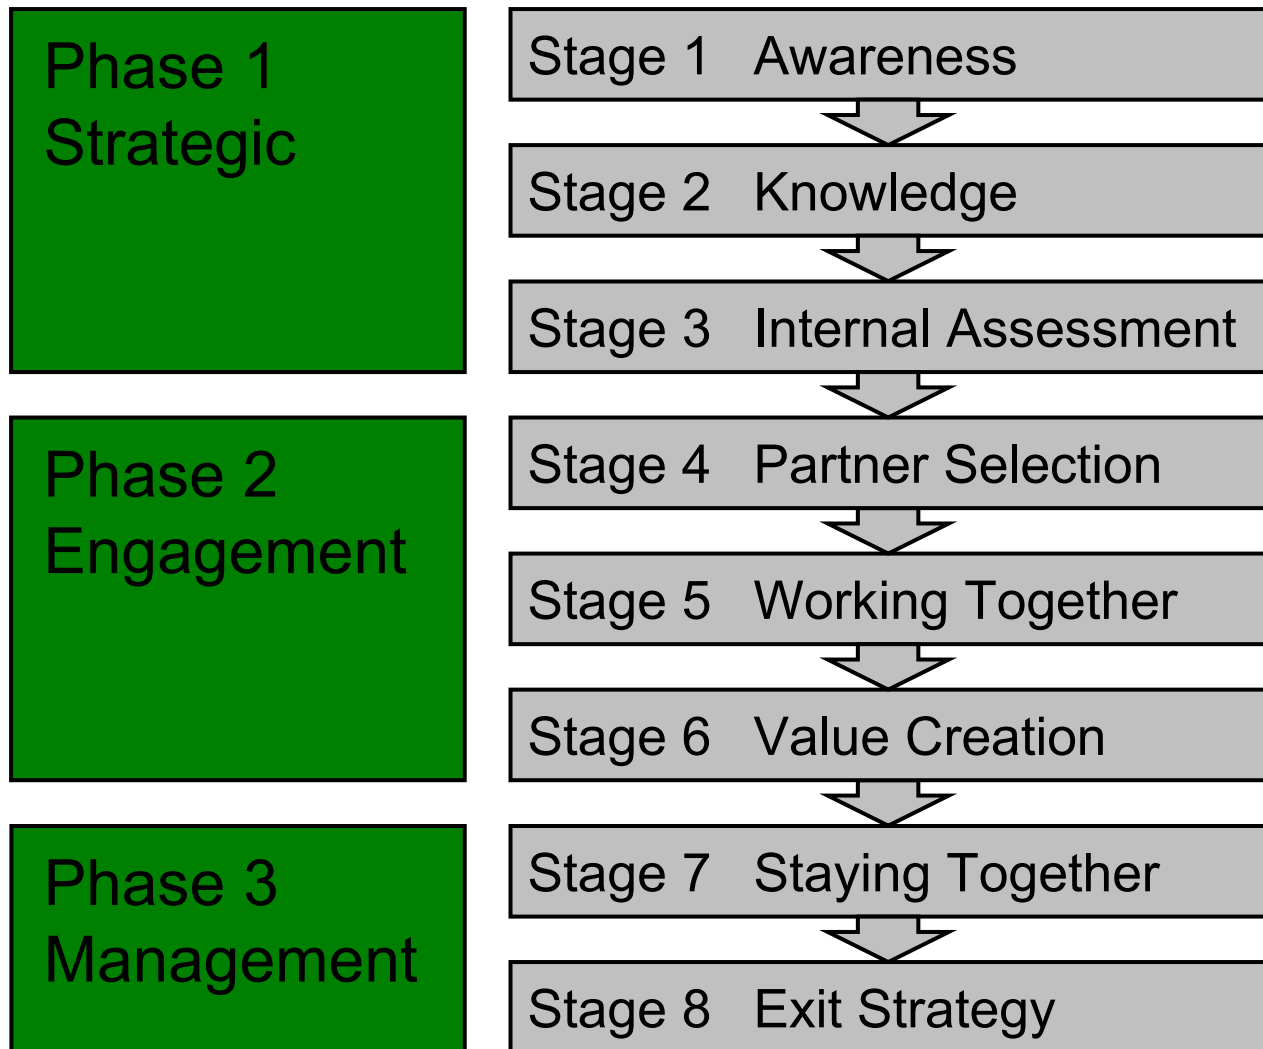 Phase 1
Strategic
Stage 1 Awareness
Stage 2 Knowledge
Stage 3 Internal Assessment
Phase 2
Engagement
Stage 4 Partner Selection
Stage 5 Working Together
Stage 6 Value Creation
Phase 3
Management
Stage 7 Staying Together
Stage 8 Exit Strategy